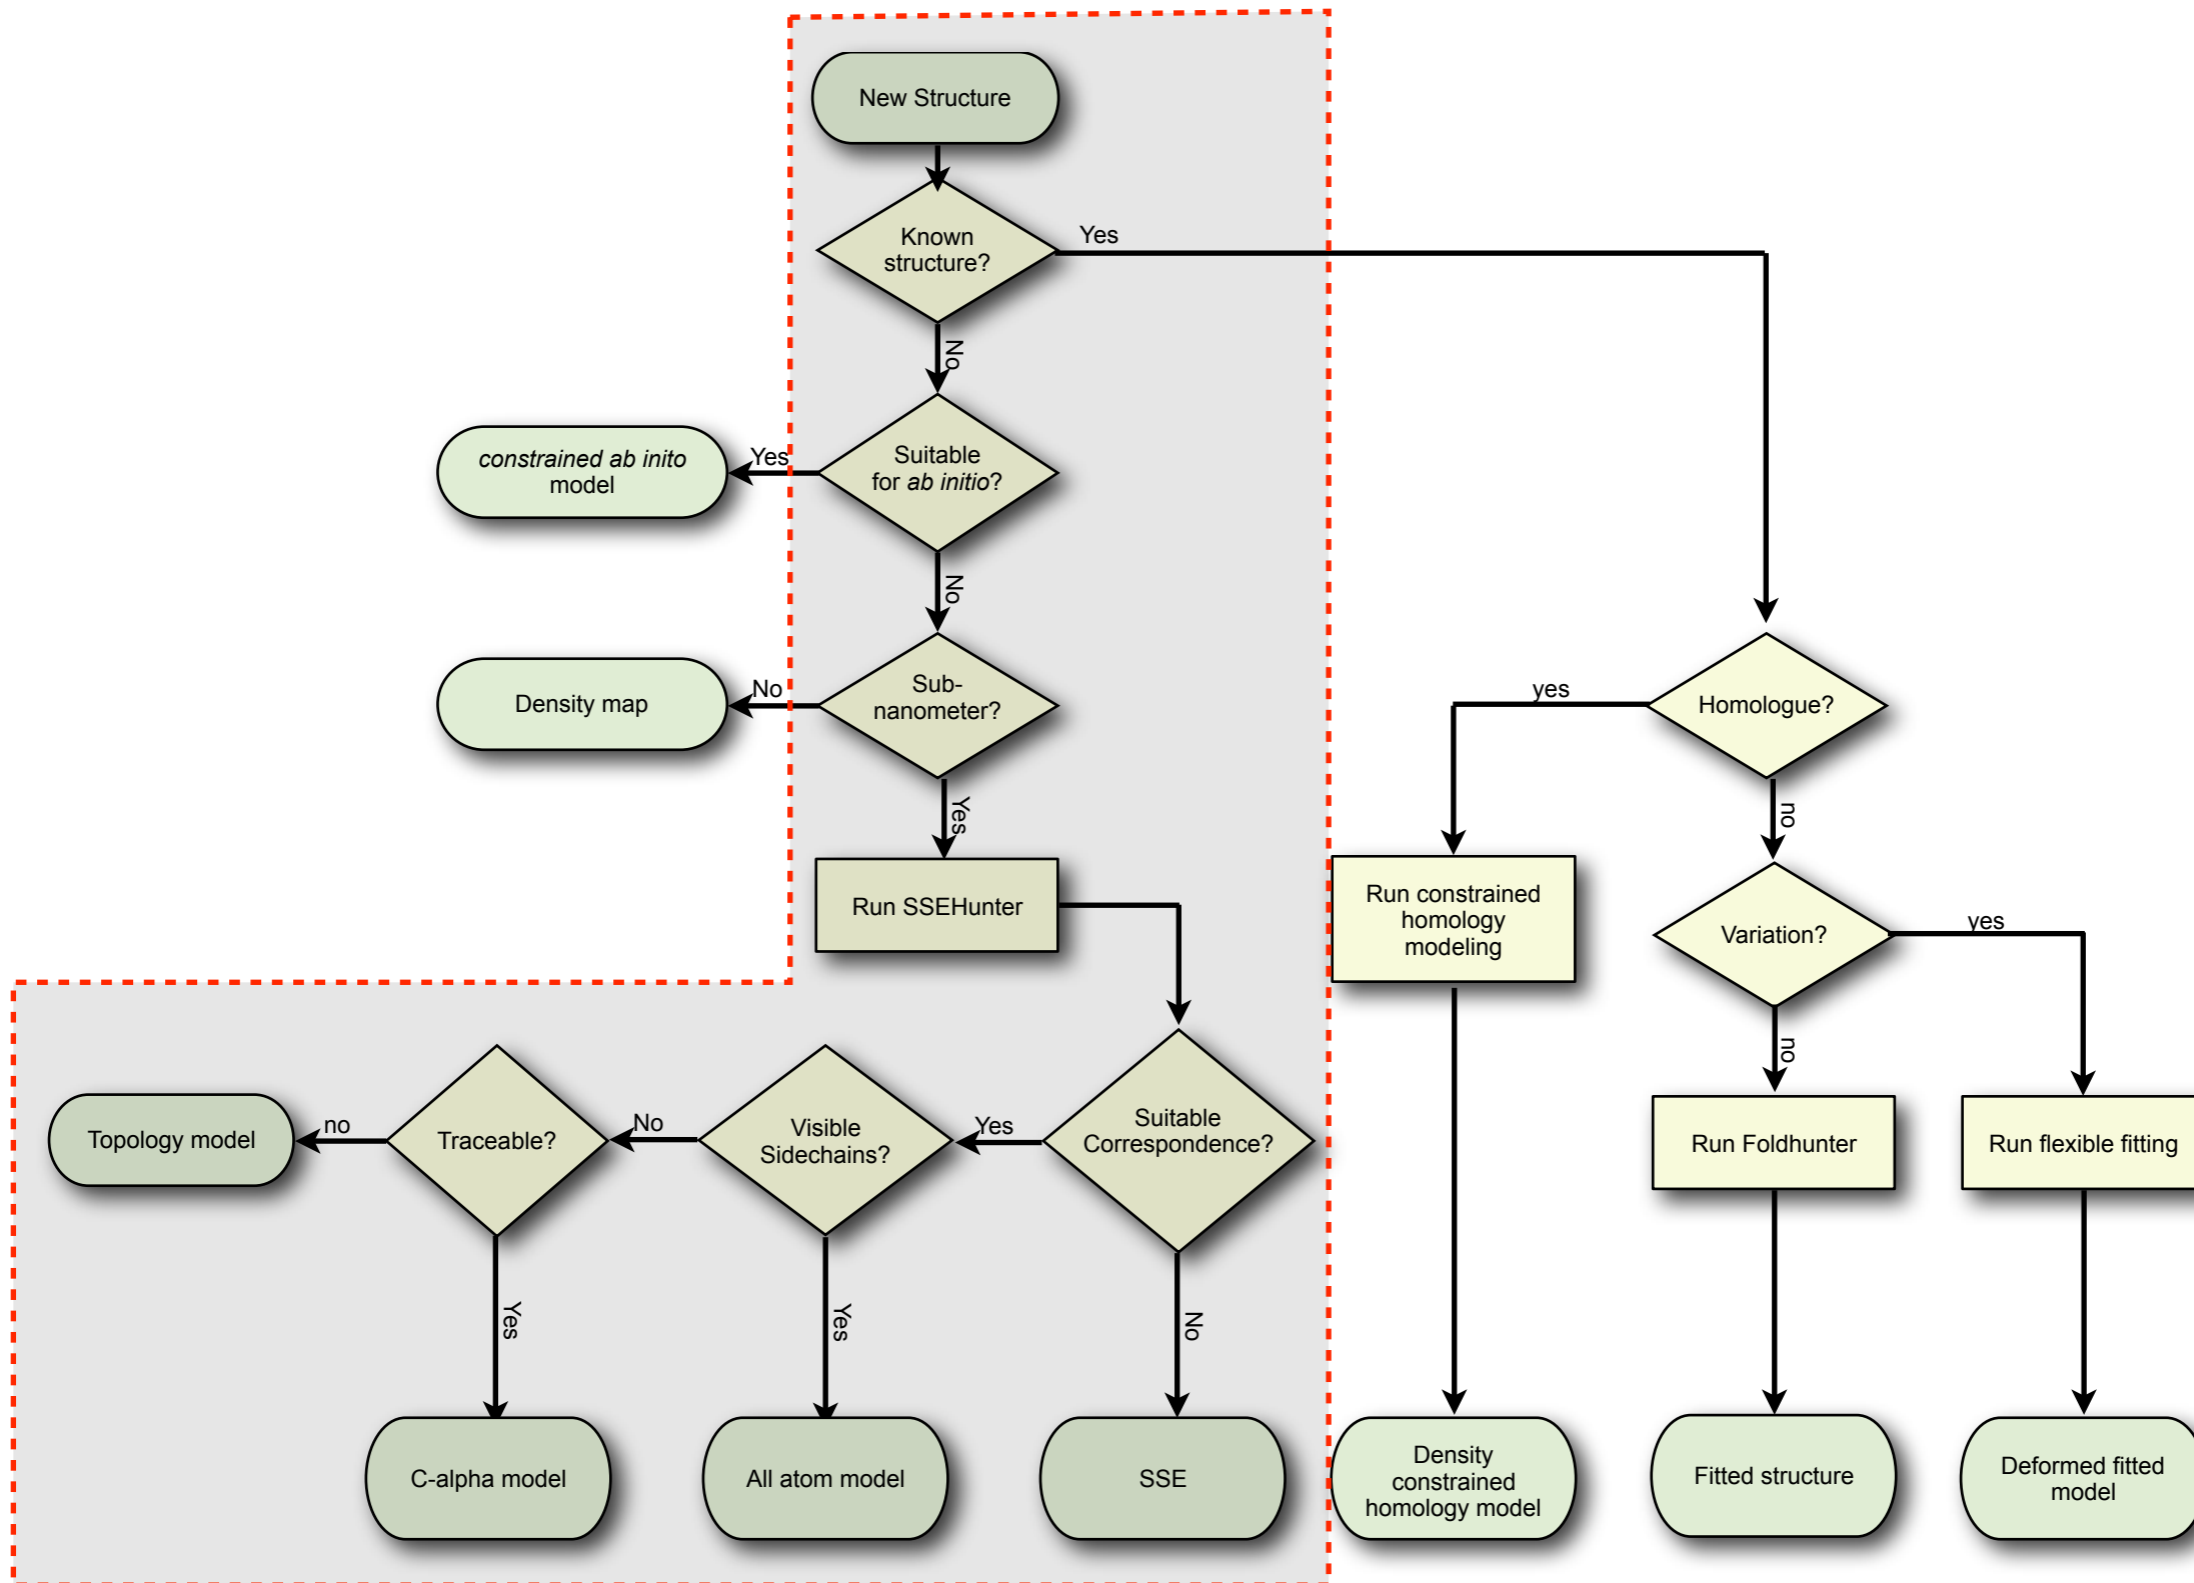 New Structure
Known
structure?
Yes
No
constrained ab inito
model
Yes
Suitable
for ab initio?
No
Density map
No
Sub-
nanometer?
yes
Homologue?
Yes
no
Run SSEHunter
Run constrained
homology
modeling
Variation?
yes
no
Topology model
no
Traceable?
No
Visible
Sidechains?
Yes
Suitable
Correspondence?
Run Foldhunter
Run flexible fitting
Yes
Yes
No
C-alpha model
All atom model
SSE
Density
constrained
homology model
Fitted structure
Deformed fitted
model